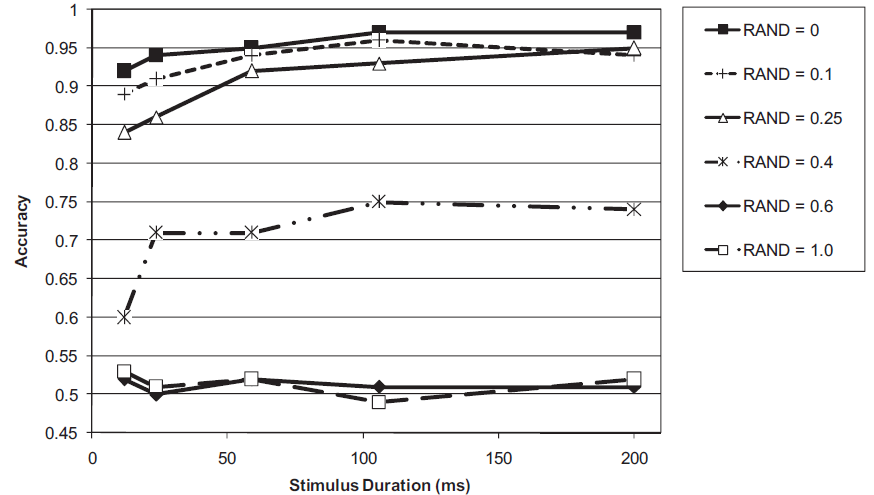 1
0.95
0.9
0.85
0.8
0.75
0.7
0.65
0.6
0.55
0.5
0.45
Accuracy
0 50 100 150 200
Stimulus Duration (ms)
RAND = 0
RAND = 0.1
RAND = 0.25
RAND = 0.4
RAND = 0.6
RAND = 1.0